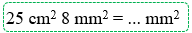 25 cm² 8 mm² = ... mm²